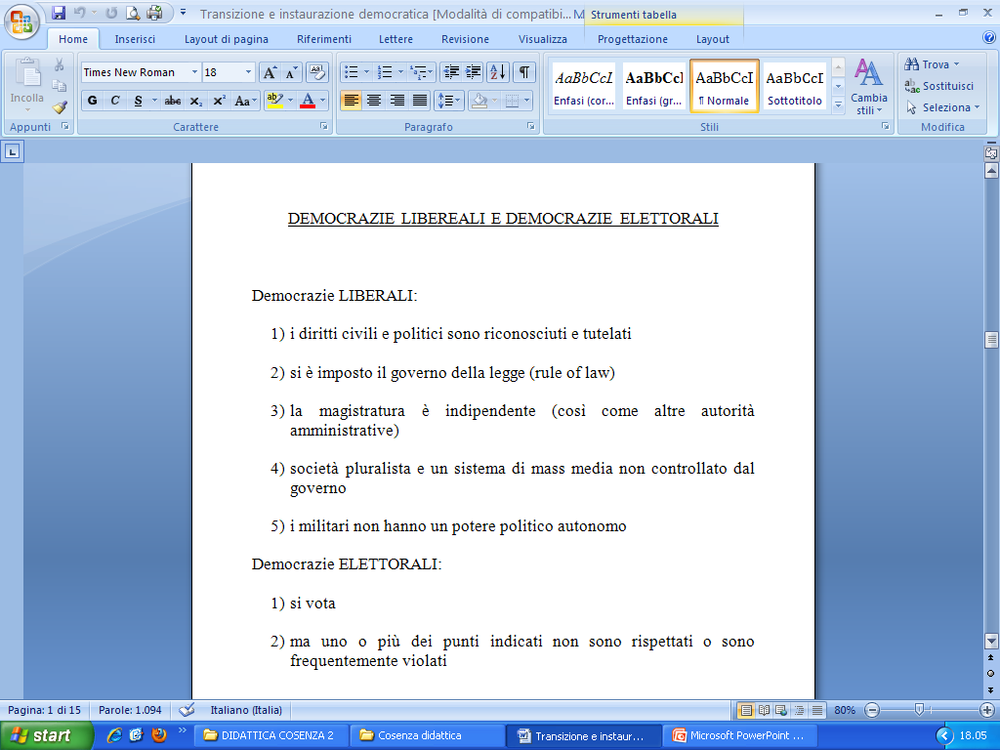 Transizione e instaurazione democratica [Modalità di compatibi... M
Strumenti tabella
Home Inserisci Layout di pagina Riferimenti Lettere Revisione Visualizza Progettazione Layout
Incolla
Times New Roman 18
G C S abc x₂ x² Aa
AaBbCcL AaBbCcI AaBbCcI AaBbCcI
Enfasi (cor... Enfasi (gr... ¶ Normale Sottotitolo
Cambia stili
Trova
Sostituisci
Seleziona
Appunti Carattere Paragrafo Stili Modifica
DEMOCRAZIE LIBEREALI E DEMOCRAZIE ELETTORALI
Democrazie LIBERALI:
1) i diritti civili e politici sono riconosciuti e tutelati
2) si è imposto il governo della legge (rule of law)
3) la magistratura è indipendente (così come altre autorità
amministrative)
4) società pluralista e un sistema di mass media non controllato dal
governo
5) i militari non hanno un potere politico autonomo
Democrazie ELETTORALI:
1) si vota
2) ma uno o più dei punti indicati non sono rispettati o sono
frequentemente violati
Pagina: 1 di 15 Parole: 1.094 Italiano (Italia) 80%
start DIDATTICA COSENZA 2 Cosenza didattica Transizione e instaur... Microsoft PowerPoint ... 18.05